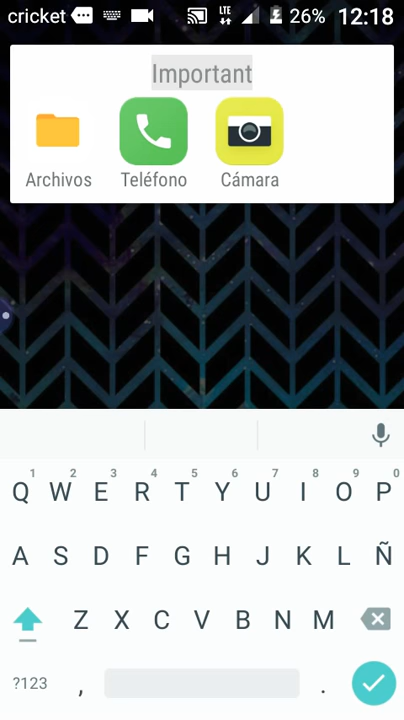 cricket LTE 26% 12:18
Important
Archivos Teléfono Cámara
1 2 3 4 5 6 7 8 9 0
Q W E R T Y U I O P
A S D F G H J K L Ñ
Z X C V B N M
?123 , .